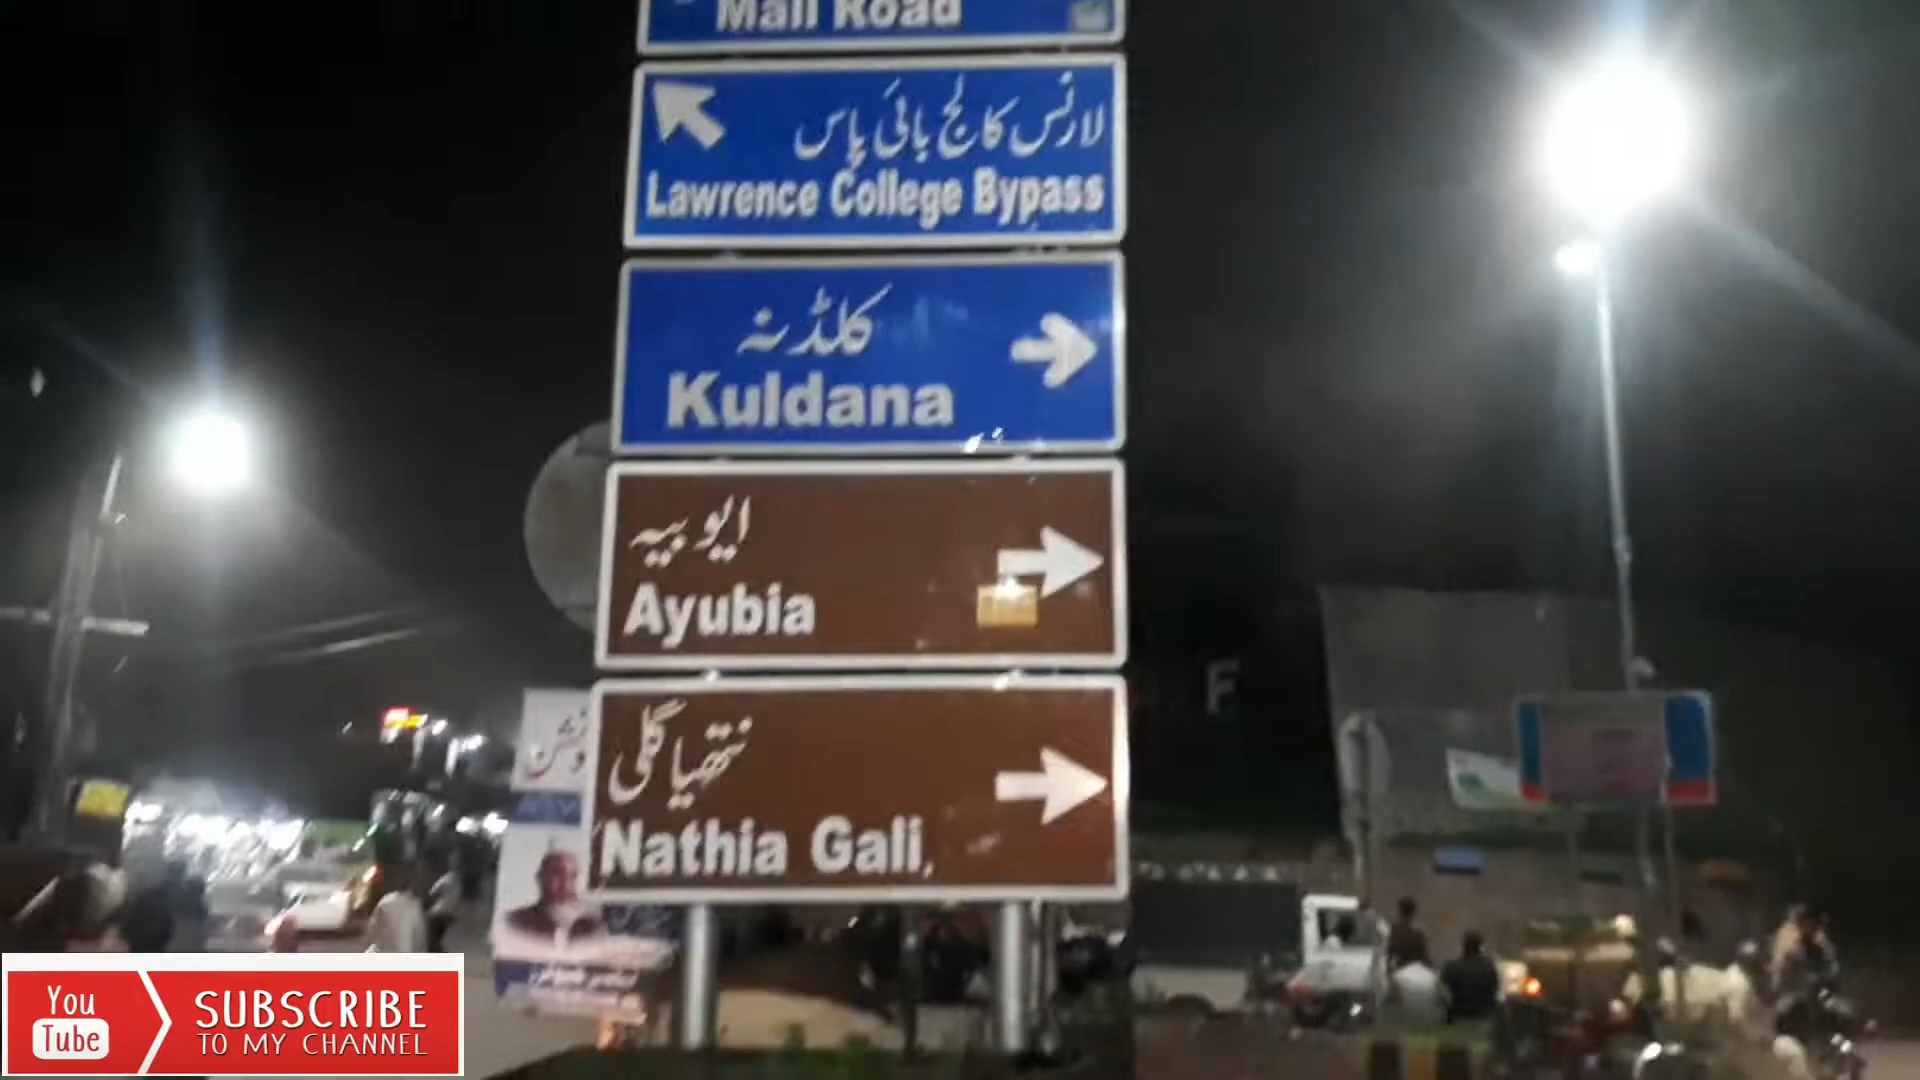 Mall Road
لارنس کالج بائی پاس
Lawrence College Bypass
کلڈنہ
Kuldana
ایوبیہ
Ayubia
نتھیا گلی
Nathia Gali
F
You
Tube
SUBSCRIBE
TO MY CHANNEL